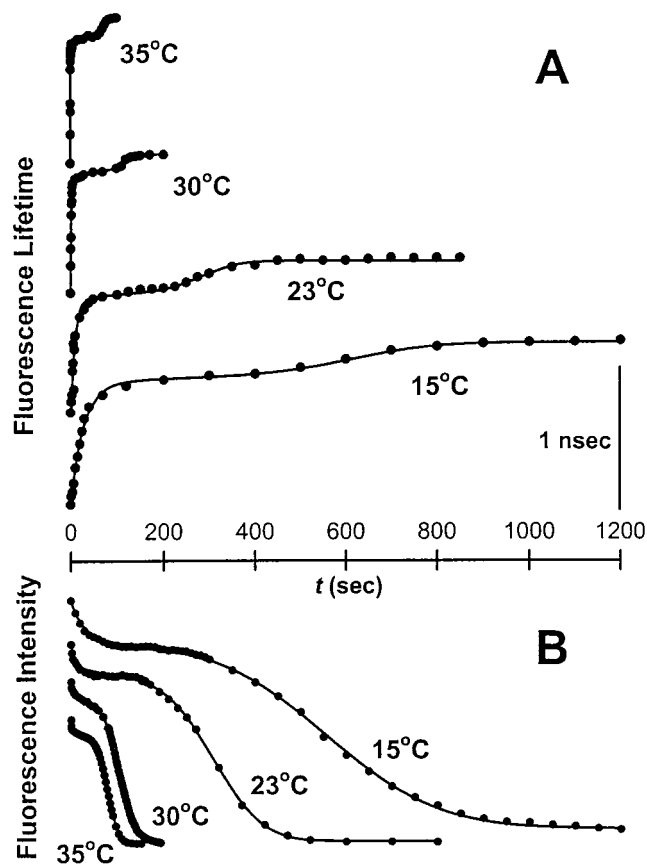 35°C
A
30°C
Fluorescence Lifetime
23°C
15°C
1 nsec
0 200 400 600 800 1000 1200
t (sec)
Fluorescence Intensity
B
15°C
23°C
30°C
35°C